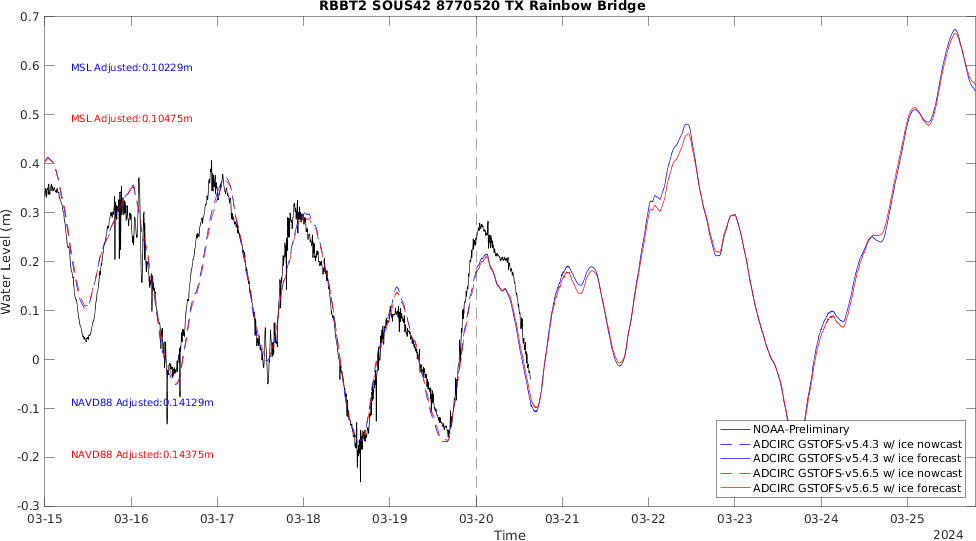 RBBT2 SOUS42 8770520 TX Rainbow Bridge
0.7
0.6
0.5
0.4
0.3
0.2
0.1
0
-0.1
-0.2
-0.3
Water Level (m)
MSL Adjusted:0.10229m
MSL Adjusted:0.10475m
NAVD88 Adjusted:0.14129m
NAVD88 Adjusted:0.14375m
NOAA-Preliminary
ADCIRC GSTOFS-v5.4.3 w/ ice nowcast
ADCIRC GSTOFS-v5.4.3 w/ ice forecast
ADCIRC GSTOFS-v5.6.5 w/ ice nowcast
ADCIRC GSTOFS-v5.6.5 w/ ice forecast
03-15 03-16 03-17 03-18 03-19 03-20 03-21 03-22 03-23 03-24 03-25
Time
2024